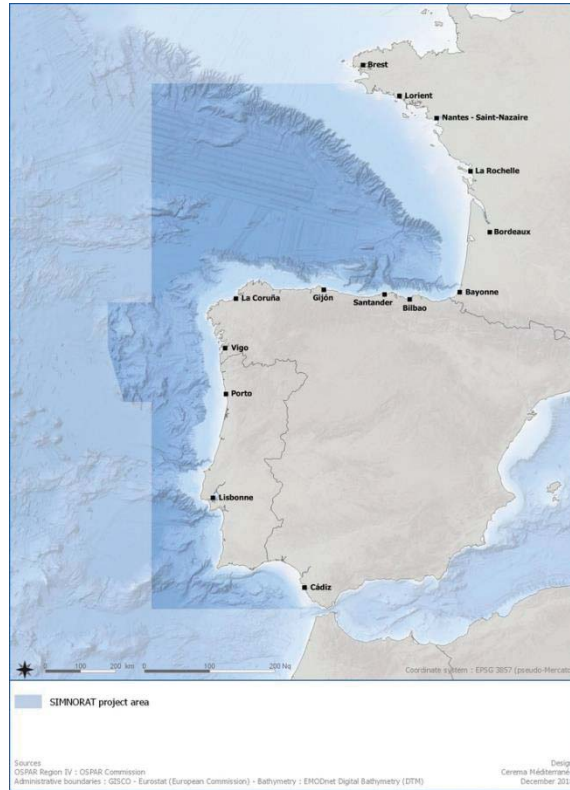 Brest
Lorient
Nantes - Saint-Nazaire
La Rochelle
Bordeaux
Bayonne
La Coruña
Gijón
Santander
Bilbao
Vigo
Porto
Lisbonne
Cádiz
100 0 100 200 km 0 100 200 Nq
Coordinate system : EPSG 3857 (pseudo-Mercato
SIMNORAT project area
Sources
OSPAR Region IV : OSPAR Commission
Administrative boundaries : GISCO - Eurostat (European Commission) - Bathymetry : EMODnet Digital Bathymetry (DTM)
Desig
Cerema Méditerrané
December 201